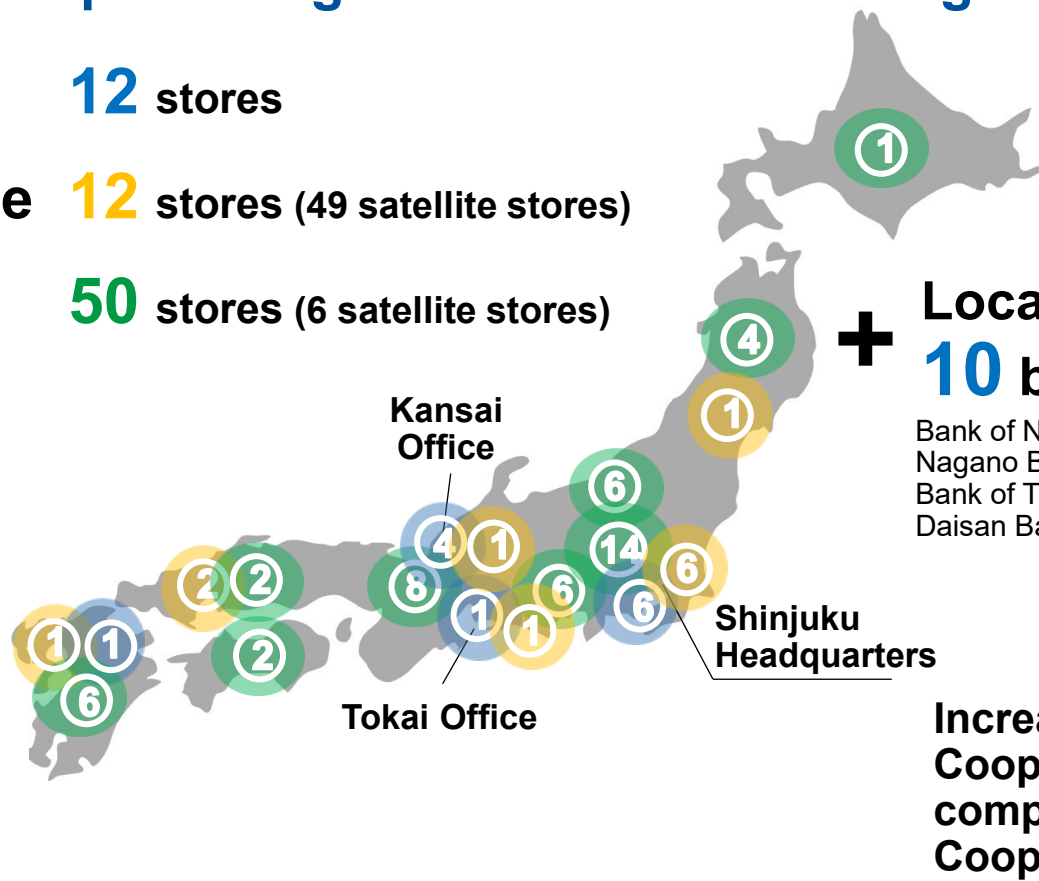 12 stores
e 12 stores (49 satellite stores)
50 stores (6 satellite stores)
+
Loca
10 b
Bank of N
Nagano B
Bank of T
Daisan Ba
Kansai
Office
Shinjuku
Headquarters
Tokai Office
Increa
Coop
comp
Coop
1
4
1
6
4
1
14
6
8
6
6
1
1
2
2
2
1
1
6